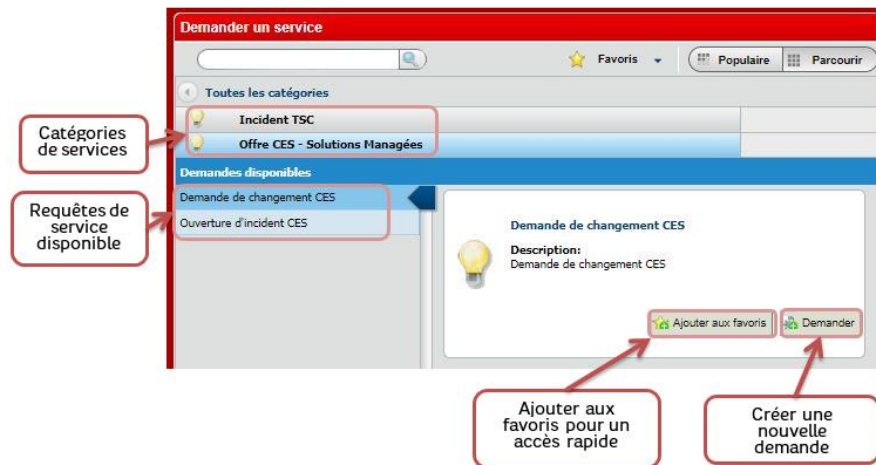 Demander un service
Favoris
Populaire
Parcourir
Toutes les catégories
Incident TSC
Offre CES - Solutions Managées
Catégories
de services
Demandes disponibles
Demande de changement CES
Ouverture d'incident CES
Requêtes de
service
disponible
Demande de changement CES
Description:
Demande de changement CES
Ajouter aux favoris
Demander
Ajouter aux
favoris pour un
accès rapide
Créer une
nouvelle
demande